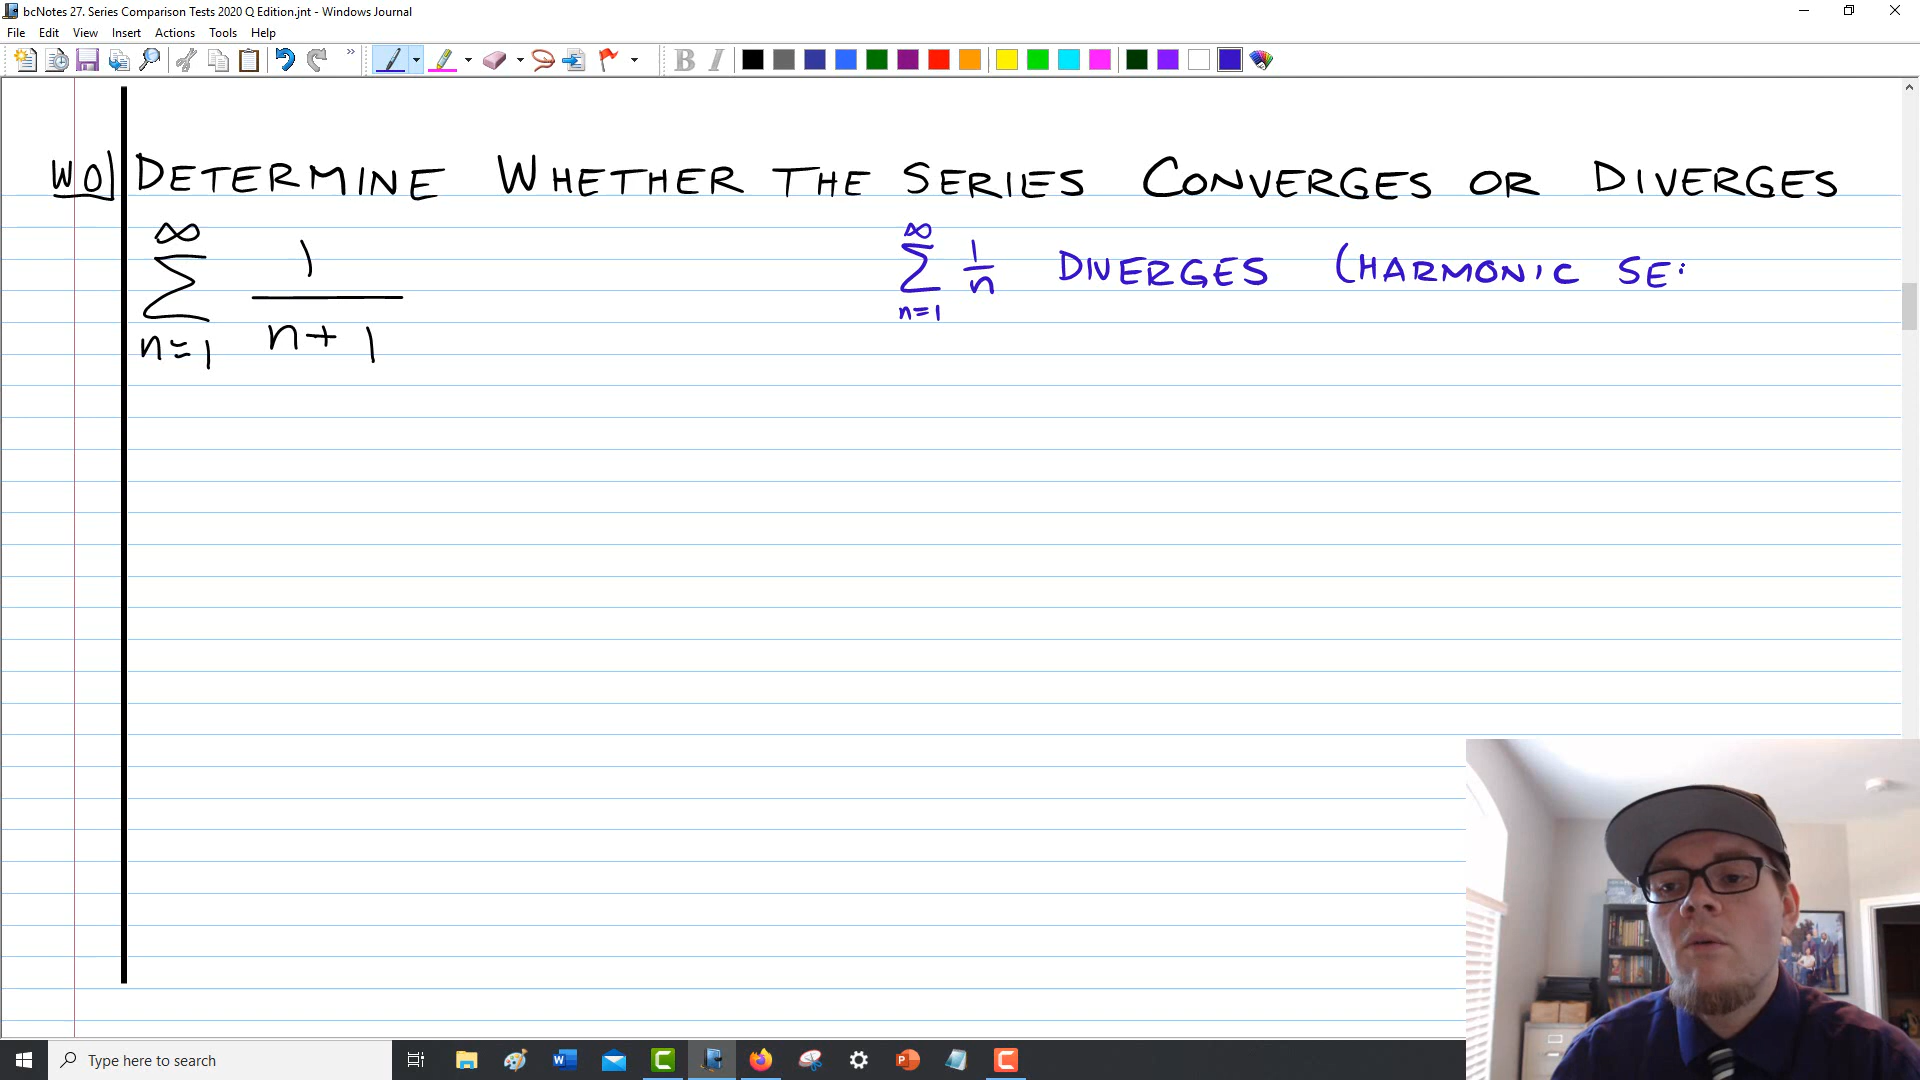 bcNotes 27. Series Comparison Tests 2020 Q Edition.jnt - Windows Journal
File Edit View Insert Actions Tools Help
B I
WO DETERMINE WHETHER THE SERIES CONVERGES OR DIVERGES
∞ ∑ n=1 1/(n+1)
∞ ∑ n=1 1/n DIVERGES (HARMONIC SE
Type here to search